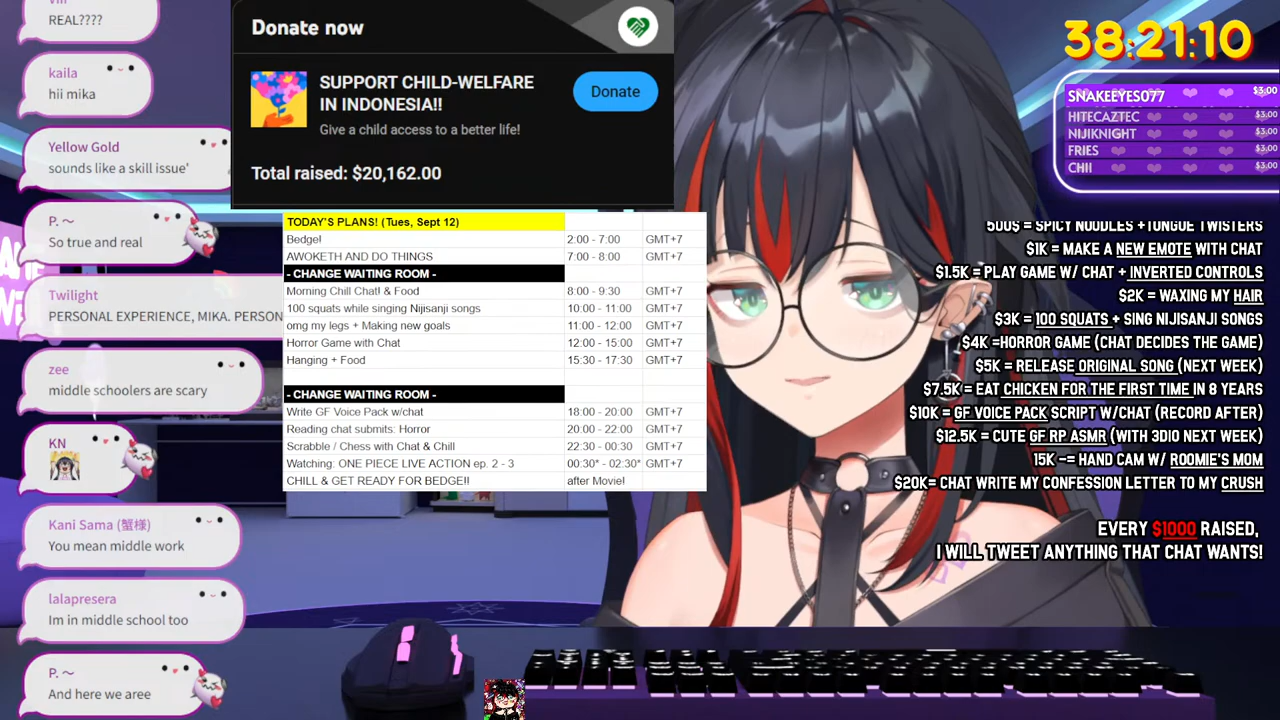 REAL????
kaila
hii mika
Yellow Gold
sounds like a skill issue'
P. ～
So true and real
Twilight
PERSONAL EXPERIENCE, MIKA. PERSON
zee
middle schoolers are scary
KN
Kani Sama (蟹様)
You mean middle work
lalapresera
Im in middle school too
P. ～
And here we aree
Donate now
SUPPORT CHILD-WELFARE
IN INDONESIA!!
Give a child access to a better life!
Donate
Total raised: $20,162.00
TODAY'S PLANS! (Tues, Sept 12)
Bedgel 2:00 - 7:00 GMT+7
AWOKETH AND DO THINGS 7:00 - 8:00 GMT+7
- CHANGE WAITING ROOM -
Morning Chill Chat! & Food 8:00 - 9:30 GMT+7
100 squats while singing Nijisanji songs 10:00 - 11:00 GMT+7
omg my legs + Making new goals 11:00 - 12:00 GMT+7
Horror Game with Chat 12:00 - 15:00 GMT+7
Hanging + Food 15:30 - 17:30 GMT+7
- CHANGE WAITING ROOM -
Write GF Voice Pack w/chat 18:00 - 20:00 GMT+7
Reading chat submits: Horror 20:00 - 22:00 GMT+7
Scrabble / Chess with Chat & Chill 22:30 - 00:30 GMT+7
Watching: ONE PIECE LIVE ACTION ep. 2 - 3 00:30* - 02:30* GMT+7
CHILL & GET READY FOR BEDGE!! after Movie!
38:21:10
SNAKEEYES077 $3.00
HITECAZTEC $3.00
NIJIKNIGHT $3.00
FRIES $3.00
CHII $3.00
500$ = SPICY NOODLES +TONGUE TWISTERS
$1K = MAKE A NEW EMOTE WITH CHAT
$1.5K = PLAY GAME W/ CHAT + INVERTED CONTROLS
$2K = WAXING MY HAIR
$3K = 100 SQUATS + SING NIJISANJI SONGS
$4K =HORROR GAME (CHAT DECIDES THE GAME)
$5K = RELEASE ORIGINAL SONG (NEXT WEEK)
$7.5K = EAT CHICKEN FOR THE FIRST TIME IN 8 YEARS
$10K = GF VOICE PACK SCRIPT W/CHAT (RECORD AFTER)
$12.5K = CUTE GF RP ASMR (WITH 3DIO NEXT WEEK)
15K -= HAND CAM W/ ROOMIE'S MOM
$20K= CHAT WRITE MY CONFESSION LETTER TO MY CRUSH
EVERY $1000 RAISED,
I WILL TWEET ANYTHING THAT CHAT WANTS!